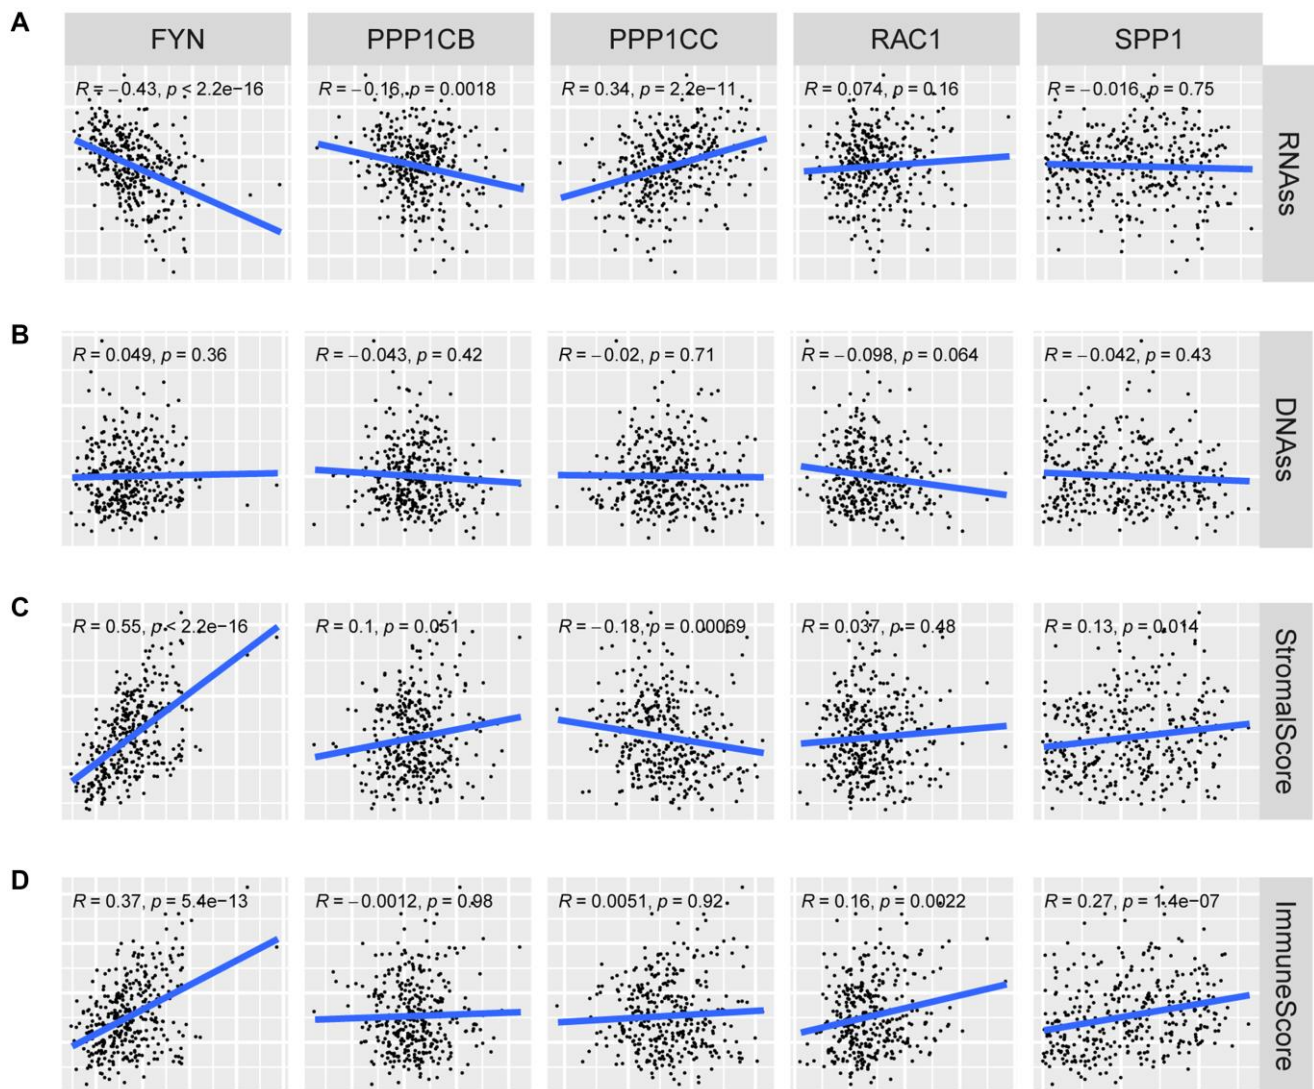 A
FYN
PPP1CB
PPP1CC
RAC1
SPP1
R = −0.43, p < 2.2e−16
R = −0.16, p = 0.0018
R = 0.34, p = 2.2e−11
R = 0.074, p = 0.16
R = −0.016, p = 0.75
RNAss
B
R = 0.049, p = 0.36
R = −0.043, p = 0.42
R = −0.02, p = 0.71
R = −0.098, p = 0.064
R = −0.042, p = 0.43
DNAss
C
R = 0.55, p < 2.2e−16
R = 0.1, p = 0.051
R = −0.18, p = 0.00069
R = 0.037, p = 0.48
R = 0.13, p = 0.014
StromalScore
D
R = 0.37, p = 5.4e−13
R = −0.0012, p = 0.98
R = 0.0051, p = 0.92
R = 0.16, p = 0.0022
R = 0.27, p = 1.4e−07
ImmuneScore